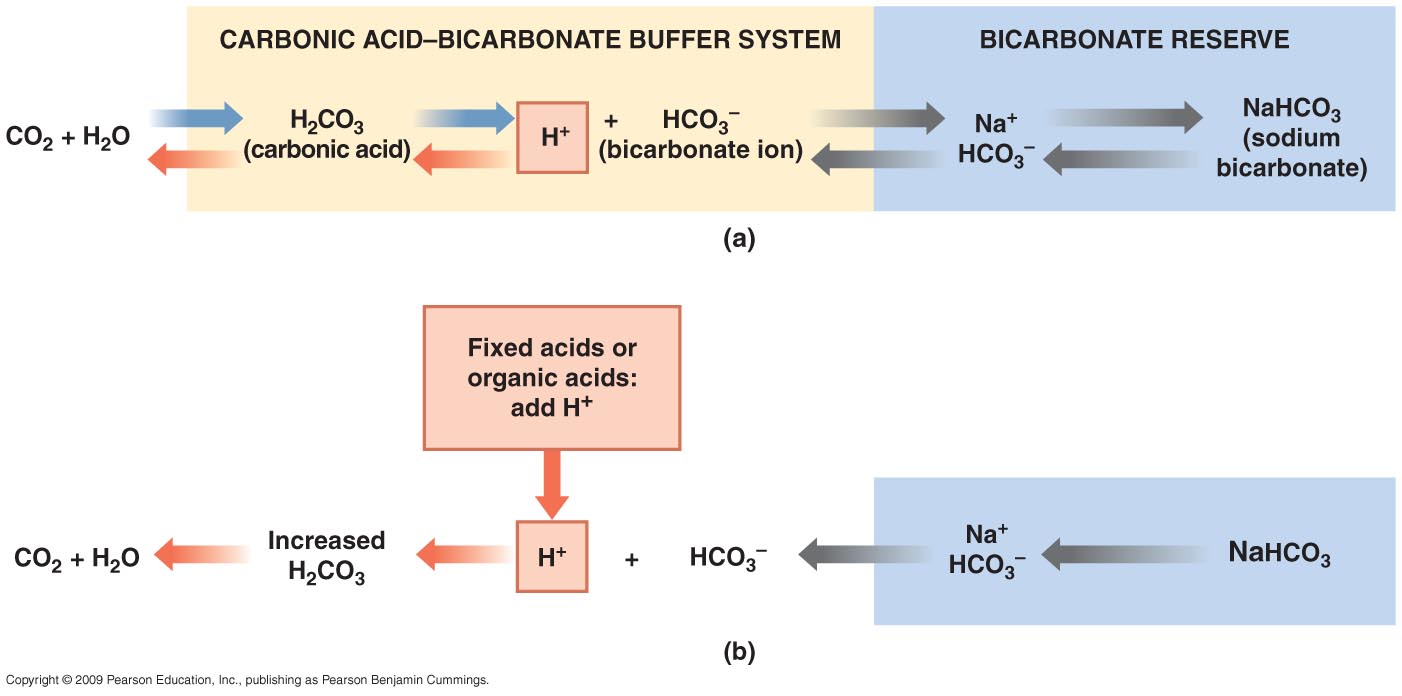 CARBONIC ACID–BICARBONATE BUFFER SYSTEM
BICARBONATE RESERVE
CO₂ + H₂O
H₂CO₃
(carbonic acid)
H⁺
+
HCO₃⁻
(bicarbonate ion)
Na⁺
HCO₃⁻
NaHCO₃
(sodium
bicarbonate)
(a)
Fixed acids or
organic acids:
add H⁺
CO₂ + H₂O
Increased
H₂CO₃
H⁺
+
HCO₃⁻
Na⁺
HCO₃⁻
NaHCO₃
(b)
Copyright © 2009 Pearson Education, Inc., publishing as Pearson Benjamin Cummings.